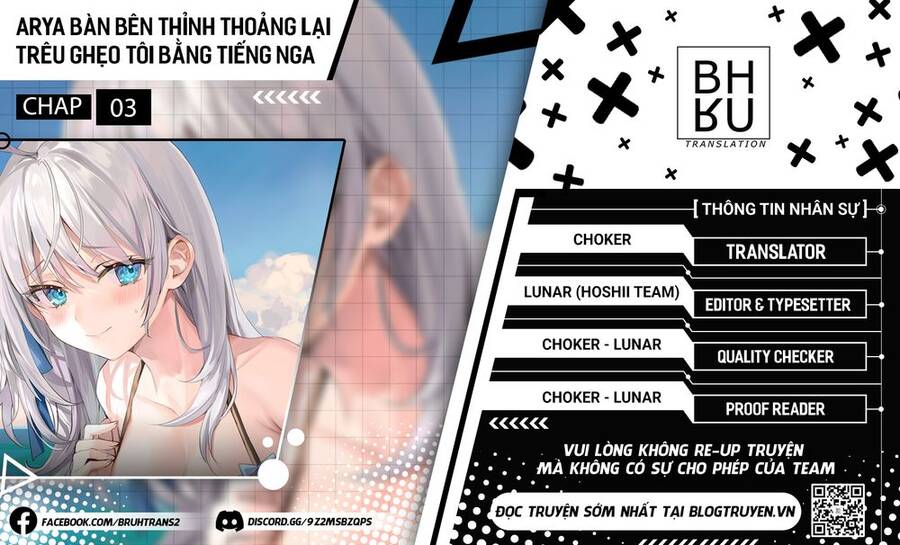 ARYA BÀN BÊN THỈNH THOẢNG LẠI
TRÊU GHẸO TÔI BẰNG TIẾNG NGA
CHAP 03
BH
RU
TRANSLATION
[ THÔNG TIN NHÂN SỰ ]
CHOKER
TRANSLATOR
LUNAR (HOSHII TEAM)
EDITOR & TYPESETTER
CHOKER - LUNAR
QUALITY CHECKER
CHOKER - LUNAR
PROOF READER
VUI LÒNG KHÔNG RE-UP TRUYỆN
MÀ KHÔNG CÓ SỰ CHO PHÉP CỦA TEAM
ĐỌC TRUYỆN SỚM NHẤT TẠI BLOGTRUYEN.VN
FACEBOOK.COM/BRUHTRANS2
DISCORD.GG/9Z2MSBZQPS